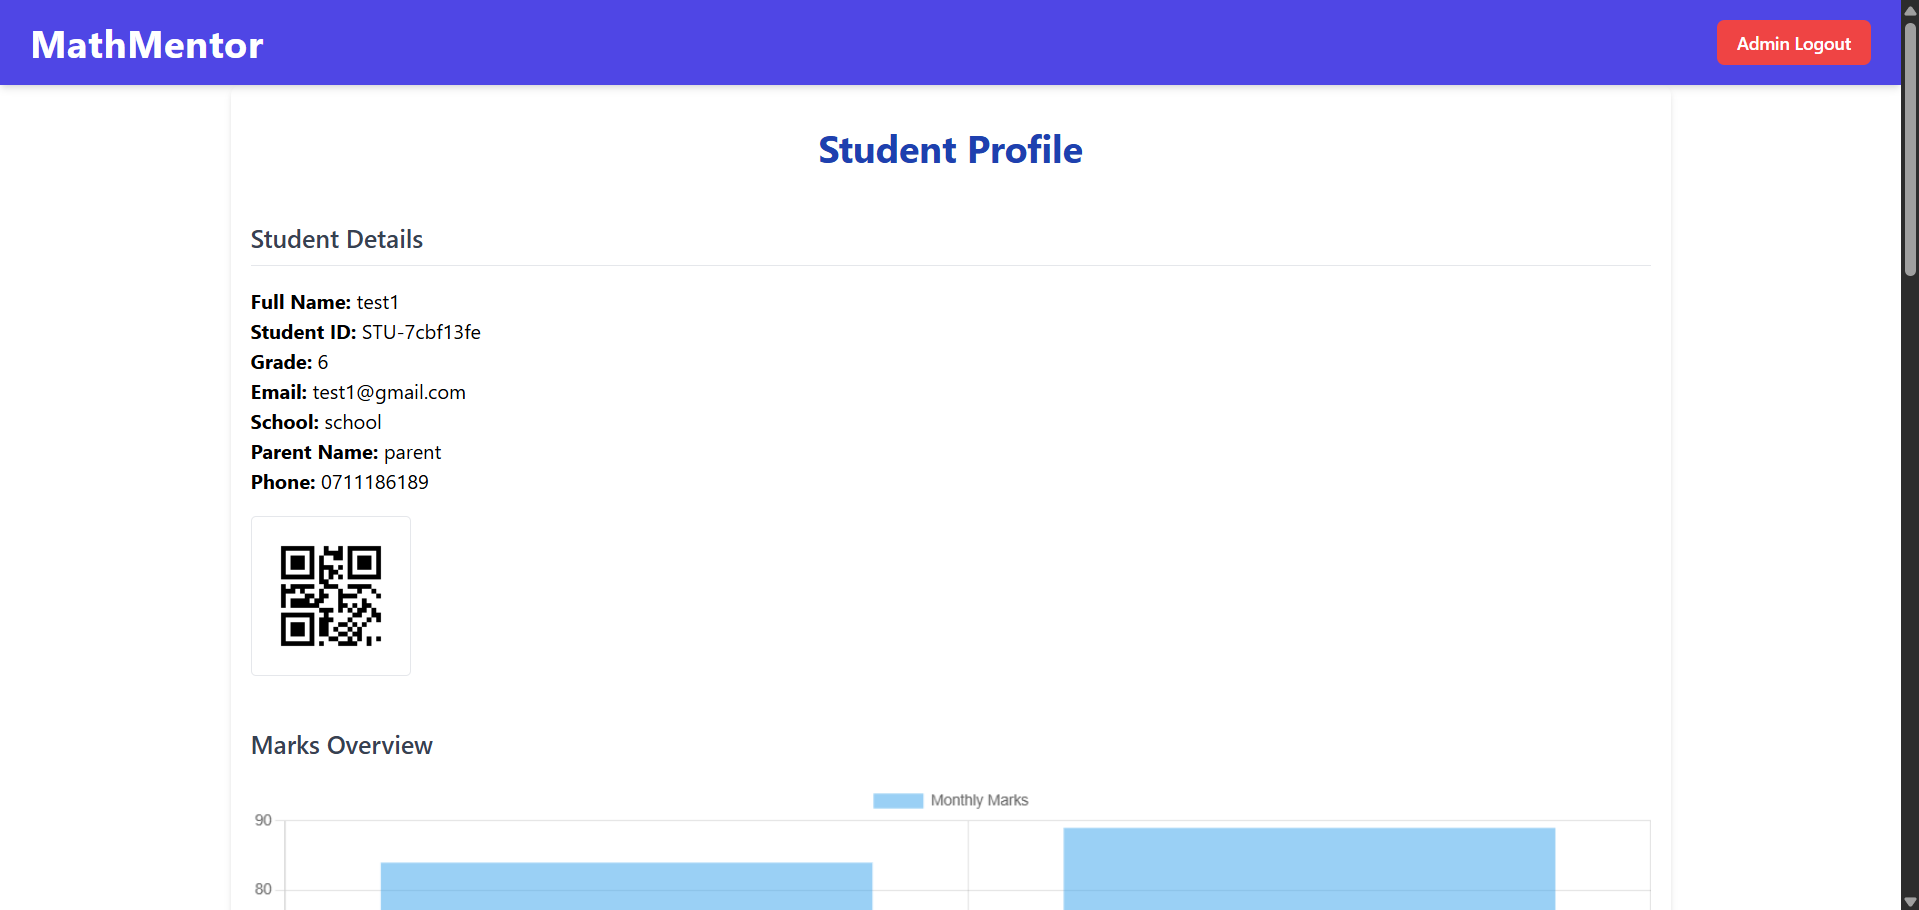 MathMentor
Admin Logout
Student Profile
Student Details
Full Name: test1
Student ID: STU-7cbf13fe
Grade: 6
Email: test1@gmail.com
School: school
Parent Name: parent
Phone: 0711186189
Marks Overview
Monthly Marks
90
80